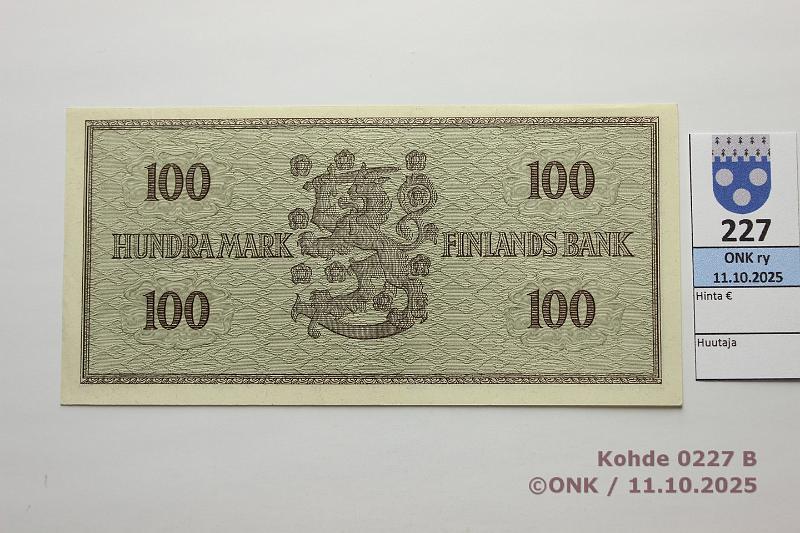 100
100
HUNDRA MARK
FINLANDS BANK
100
100
227
ONK ry
11.10.2025
Hinta €
Huutaja
Kohde 0227 B
©ONK / 11.10.2025